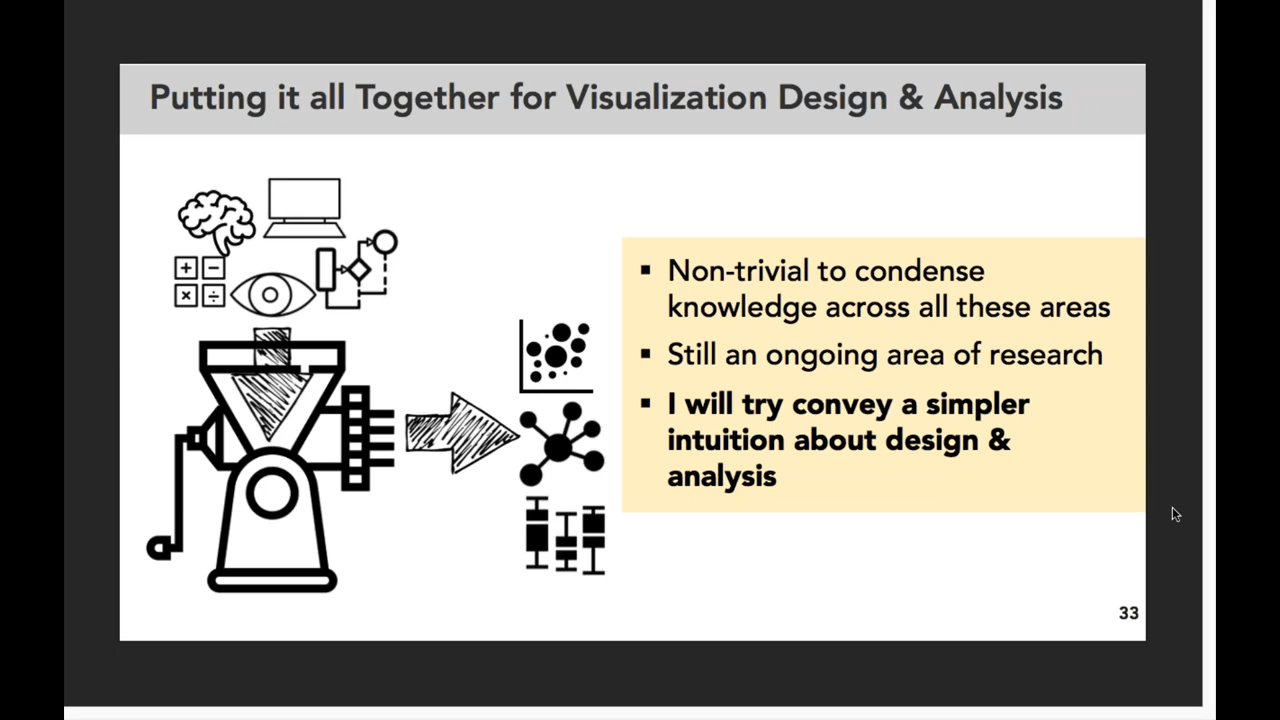 Putting it all Together for Visualization Design & Analysis
▪ Non-trivial to condense
knowledge across all these areas
▪ Still an ongoing area of research
▪ I will try convey a simpler
intuition about design &
analysis
33